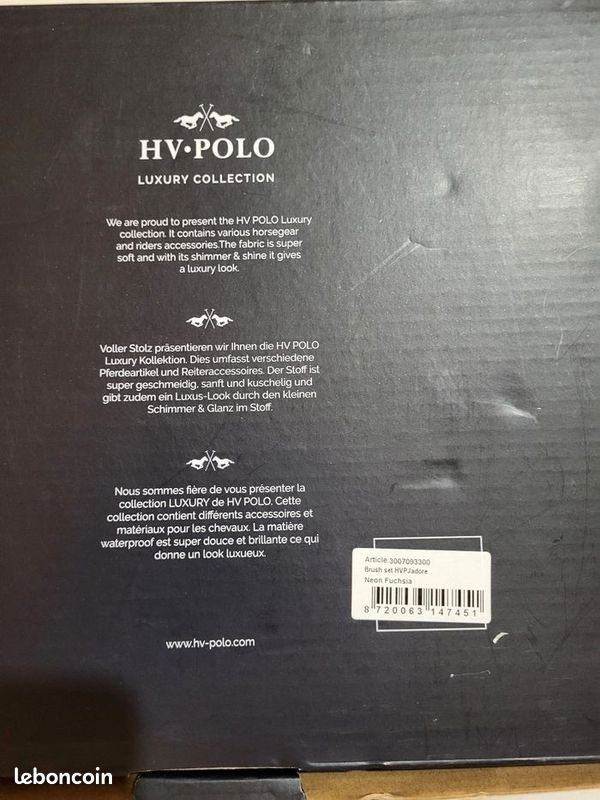 HV•POLO
LUXURY COLLECTION
We are proud to present the HV POLO Luxury
collection. It contains various horsegear
and riders accessories.The fabric is super
soft and with its shimmer & shine it gives
a luxury look.
Voller Stolz präsentieren wir Ihnen die HV POLO
Luxury Kollektion. Dies umfasst verschiedene
Pferdeartikel und Reiteraccessoires. Der Stoff ist
super geschmeidig, sanft und kuschelig und
gibt zudem ein Luxus-Look durch den kleinen
Schimmer & Glanz im Stoff.
Nous sommes fière de vous présenter la
collection LUXURY de HV POLO. Cette
collection contient différents accessoires et
matériaux pour les chevaux. La matière
waterproof est super douce et brillante ce qui
donne un look luxueux.
www.hv-polo.com
Article:3007093300
Brush set HVPJadore
Neon Fuchsia
8 720063 147451
leboncoin